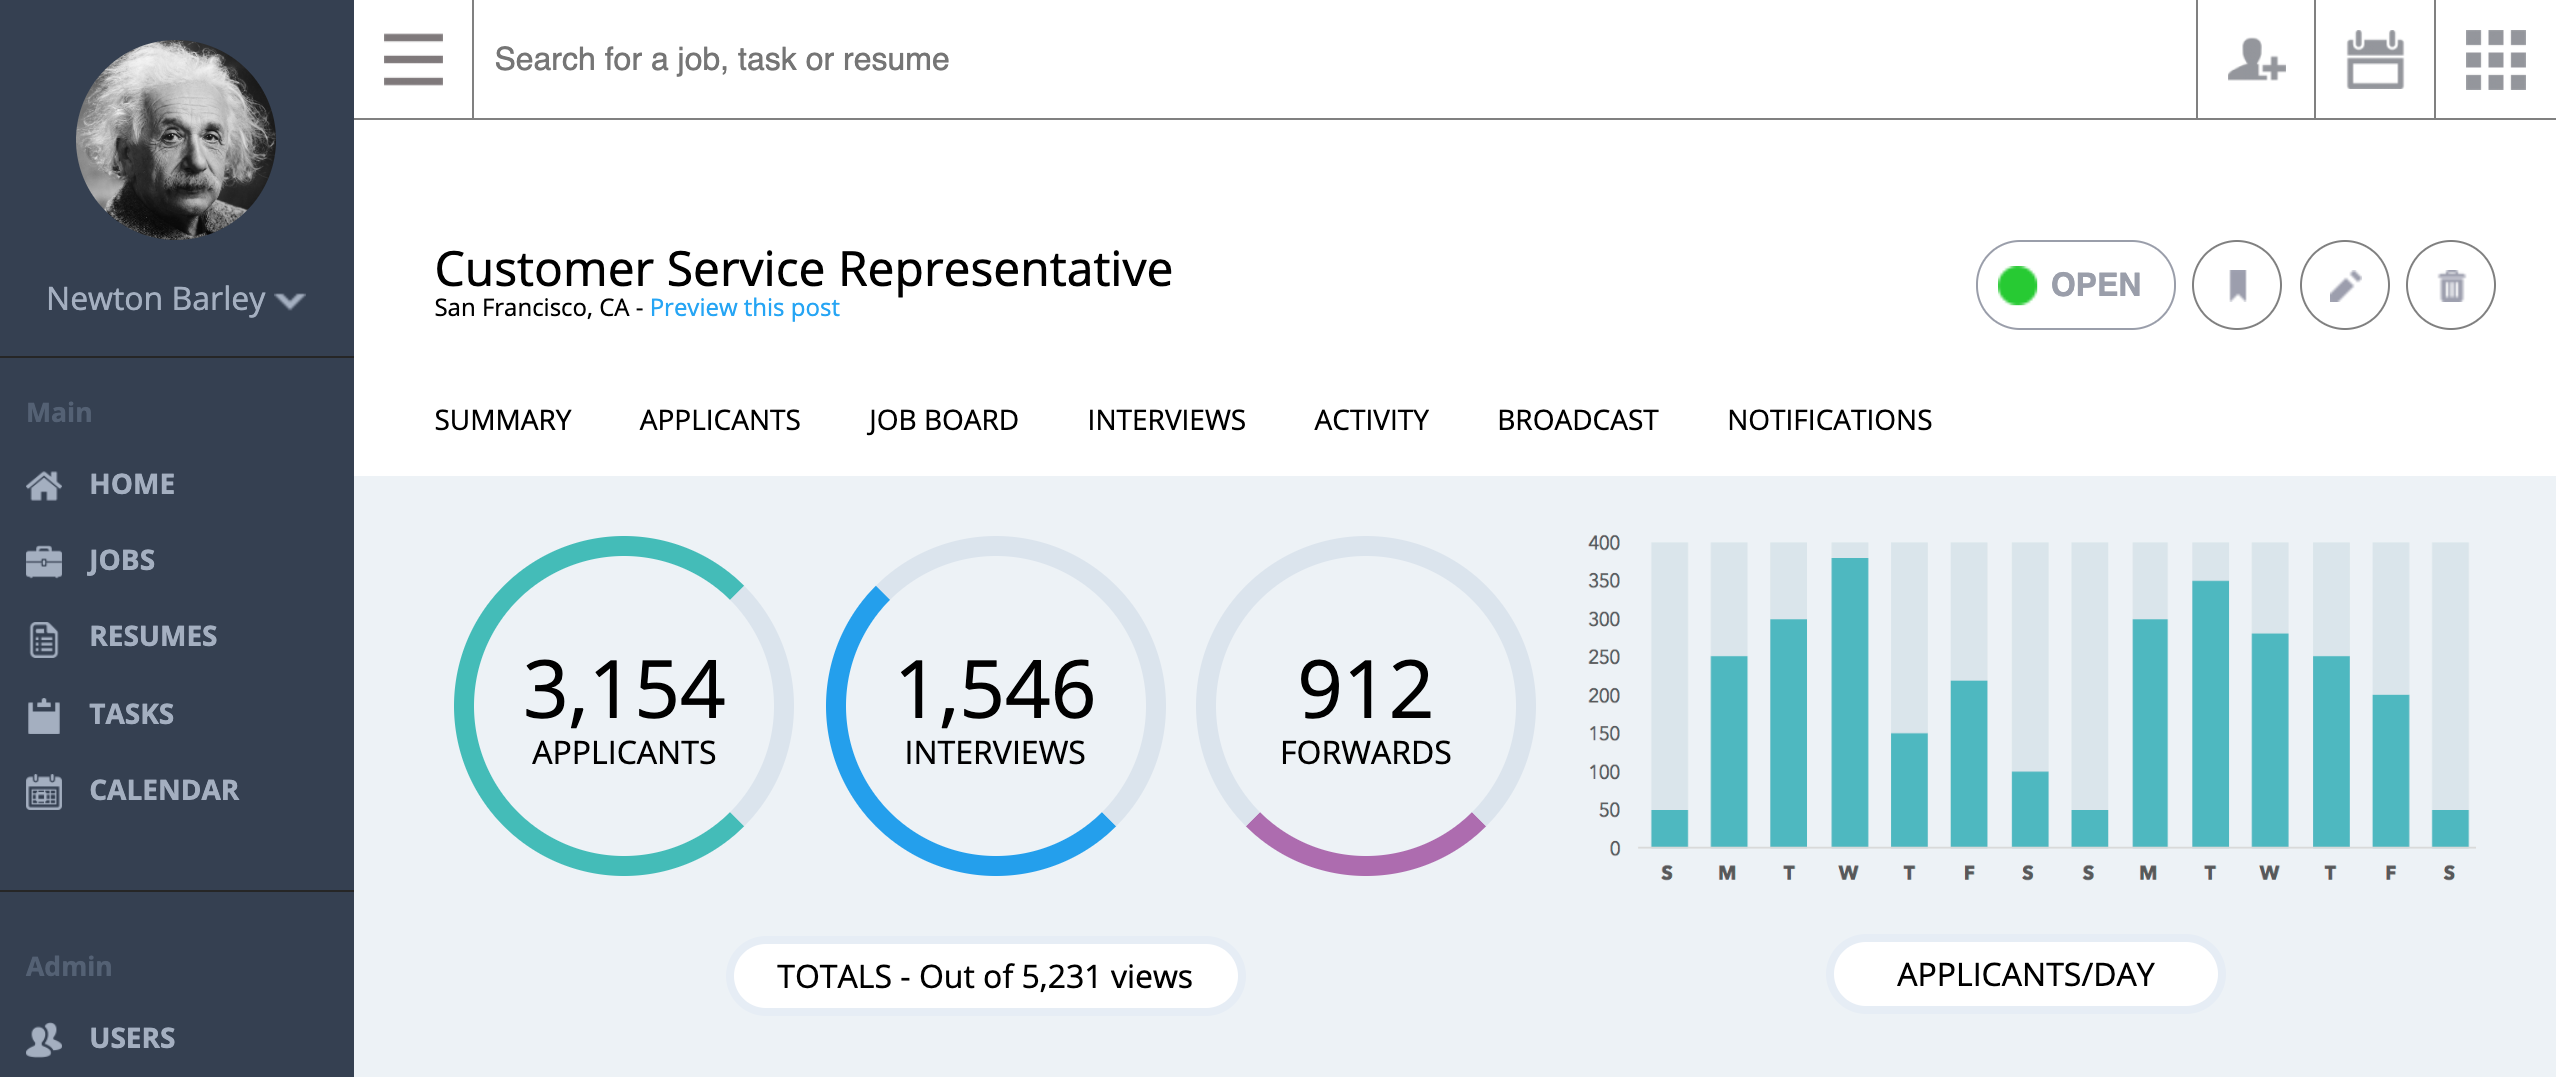 Newton Barley
Main
HOME
JOBS
RESUMES
TASKS
CALENDAR
Admin
USERS
Search for a job, task or resume
Customer Service Representative
San Francisco, CA - Preview this post
OPEN
SUMMARY APPLICANTS JOB BOARD INTERVIEWS ACTIVITY BROADCAST NOTIFICATIONS
3,154
APPLICANTS
1,546
INTERVIEWS
912
FORWARDS
TOTALS - Out of 5,231 views
400
350
300
250
200
150
100
50
0
S M T W T F S S M T W T F S
APPLICANTS/DAY